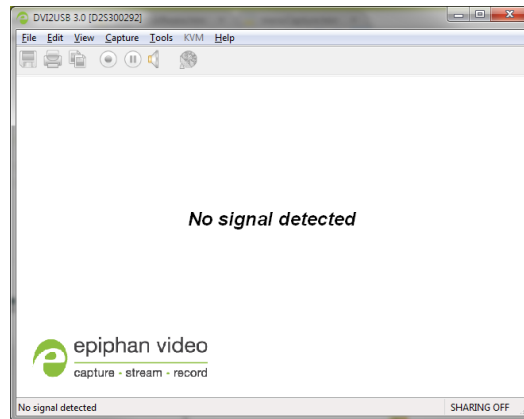 DVI2USB 3.0 [D2S300292]
File Edit View Capture Tools KVM Help
No signal detected
epiphan video
capture - stream - record
No signal detected SHARING OFF